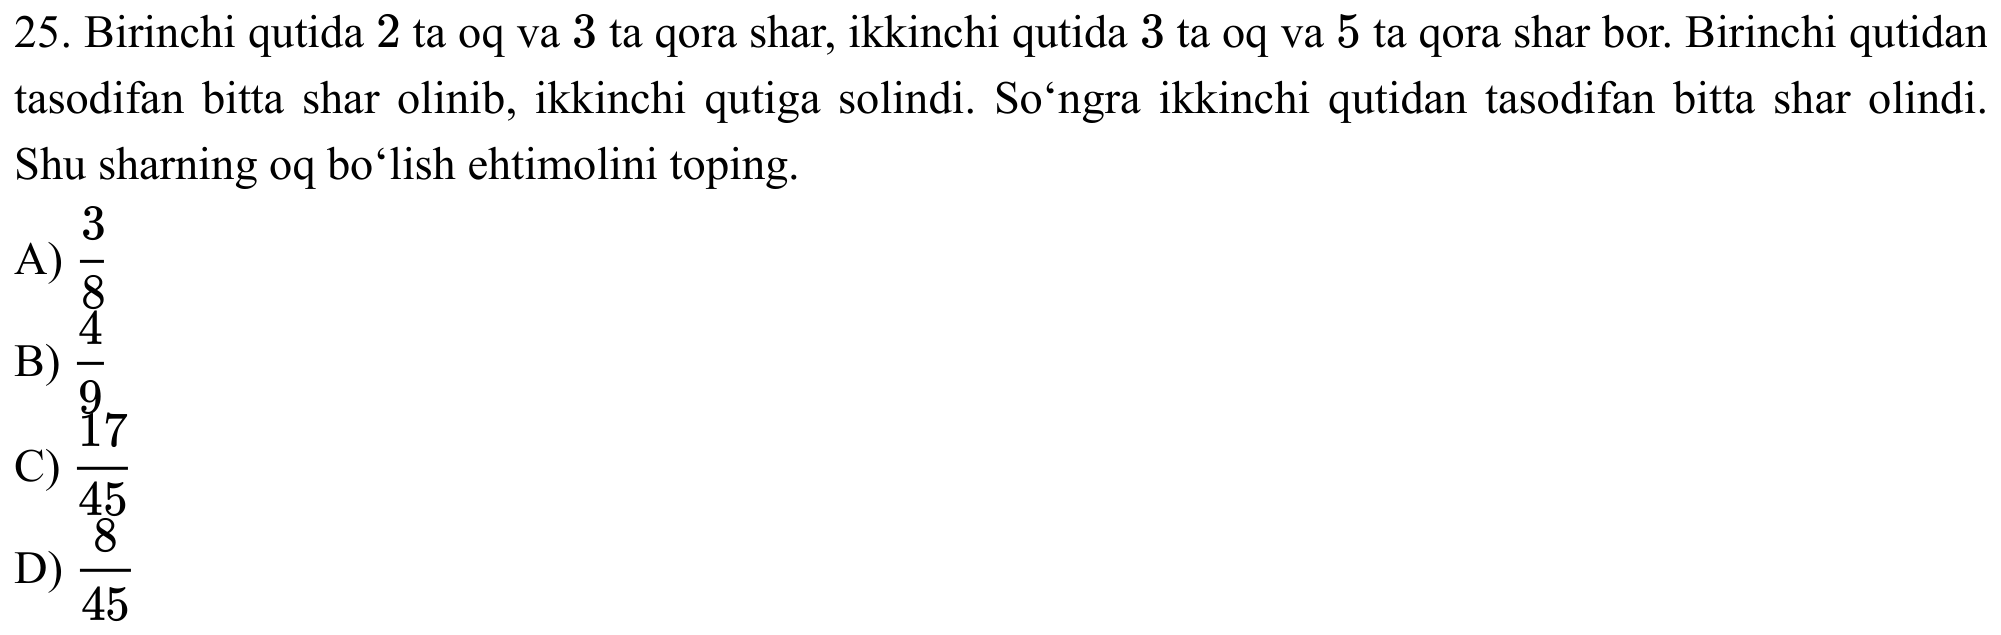 25. Birinchi qutida 2 ta oq va 3 ta qora shar, ikkinchi qutida 3 ta oq va 5 ta qora shar bor. Birinchi qutidan
tasodifan bitta shar olinib, ikkinchi qutiga solindi. So‘ngra ikkinchi qutidan tasodifan bitta shar olindi.
Shu sharning oq bo‘lish ehtimolini toping.
A) 3/8
B) 4/9
C) 17/45
D) 8/45